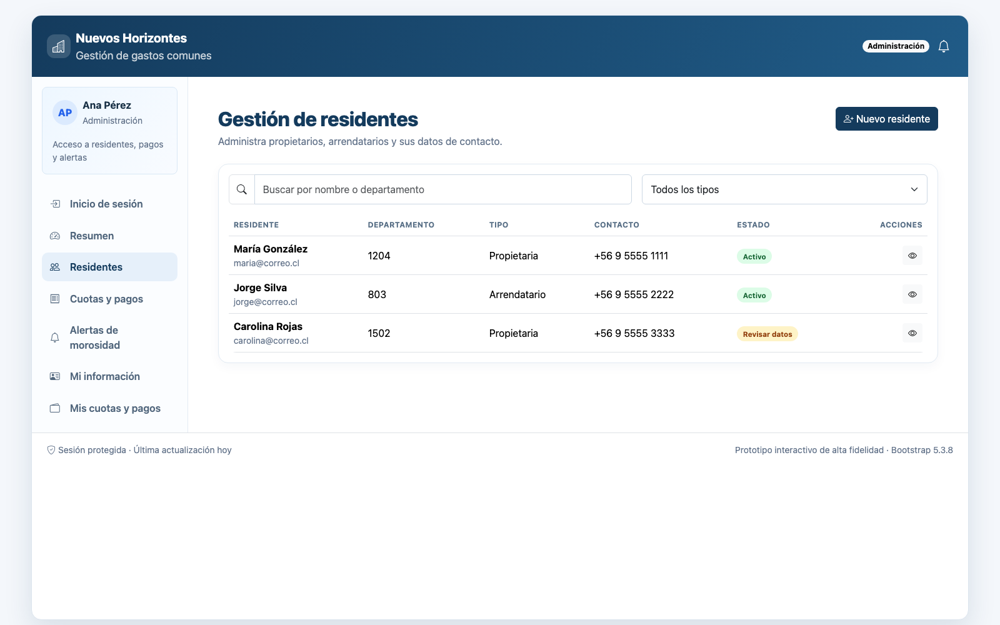 Nuevos Horizontes
Gestión de gastos comunes
Administración
AP
Ana Pérez
Administración
Acceso a residentes, pagos
y alertas
Inicio de sesión
Resumen
Residentes
Cuotas y pagos
Alertas de
morosidad
Mi información
Mis cuotas y pagos
Gestión de residentes
Administra propietarios, arrendatarios y sus datos de contacto.
Nuevo residente
Buscar por nombre o departamento
Todos los tipos
RESIDENTE DEPARTAMENTO TIPO CONTACTO ESTADO ACCIONES
María González
maria@correo.cl
1204 Propietaria +56 9 5555 1111 Activo
Jorge Silva
jorge@correo.cl
803 Arrendatario +56 9 5555 2222 Activo
Carolina Rojas
carolina@correo.cl
1502 Propietaria +56 9 5555 3333 Revisar datos
Sesión protegida · Última actualización hoy
Prototipo interactivo de alta fidelidad · Bootstrap 5.3.8